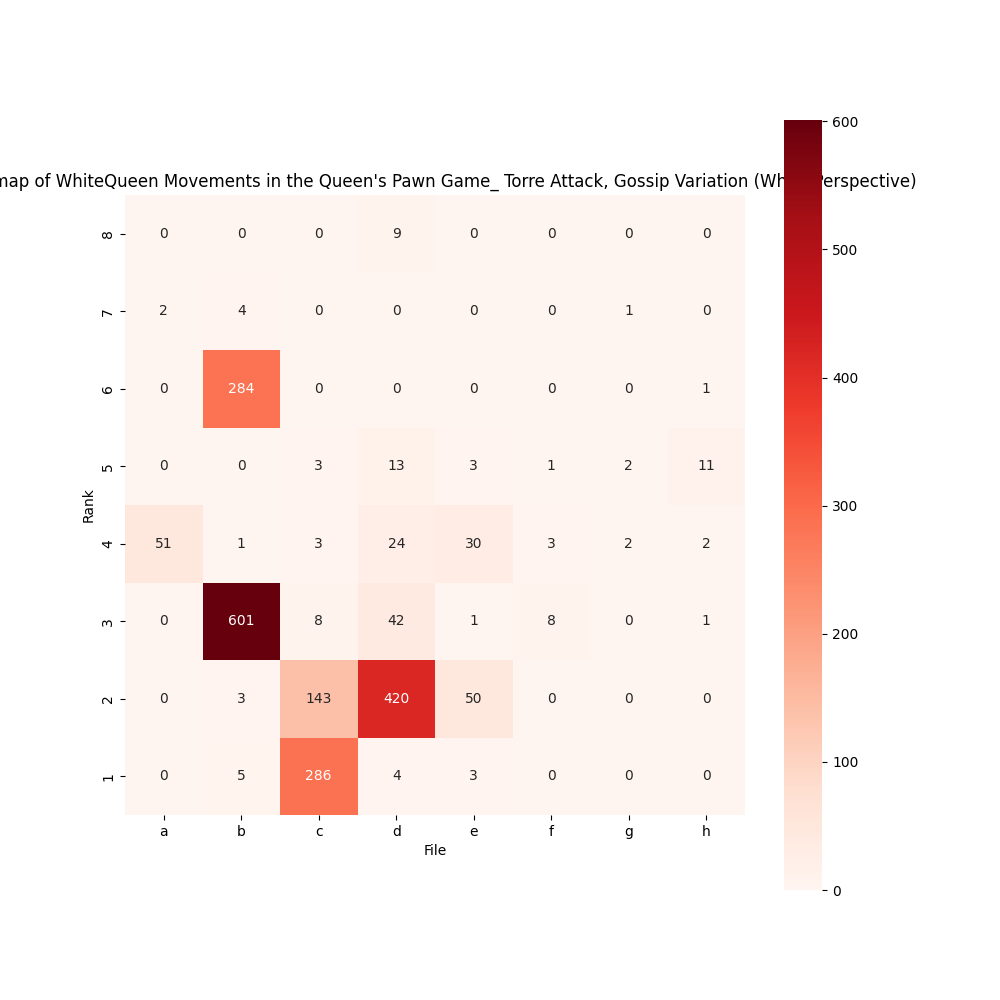 map of WhiteQueen Movements in the Queen's Pawn Game_ Torre Attack, Gossip Variation (Wh Perspective)
8 0 0 0 9 0 0 0 0
7 2 4 0 0 0 0 1 0
6 0 284 0 0 0 0 0 1
5 0 0 3 13 3 1 2 11
4 51 1 3 24 30 3 2 2
3 0 601 8 42 1 8 0 1
2 0 3 143 420 50 0 0 0
1 0 5 286 4 3 0 0 0
a b c d e f g h
File
Rank
600
500
400
300
200
100
0